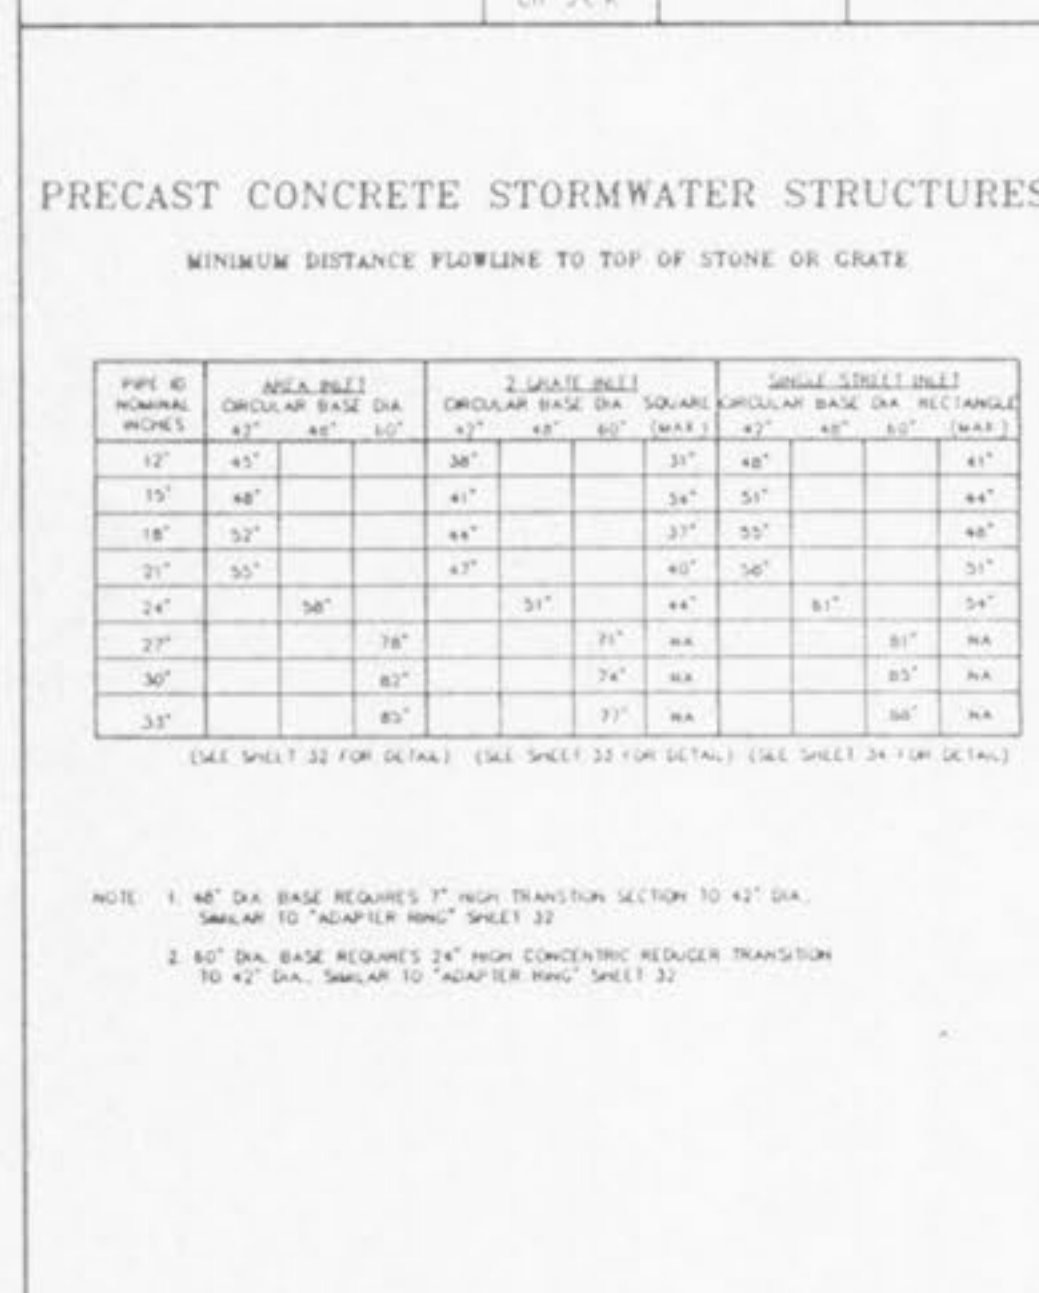 PRECAST CONCRETE STORMWATER STRUCTURES
MINIMUM DISTANCE FLOWLINE TO TOP OF STONE OR GRATE
PIPE ID AREA INLET 2 GRATE INLET SINGLE STREET INLET
NOMINAL CIRCULAR BASE DIA CIRCULAR BASE DIA SQUARE CIRCULAR BASE DIA RECTANGLE
INCHES 42" 48" 60" 42" 48" 60" (MAX.) 42" 48" 60" (MAX.)
12" 45" 38" 31" 48" 41"
15" 48" 41" 34" 51" 44"
18" 52" 44" 37" 55" 48"
21" 55" 47" 40" 58" 51"
24" 58" 51" 44" 61" 54"
27" 78" 71" NA 81" NA
30" 82" 74" NA 85" NA
33" 85" 77" NA 88" NA
(SEE SHEET 32 FOR DETAIL) (SEE SHEET 33 FOR DETAIL) (SEE SHEET 34 FOR DETAIL)
NOTE: 1. 48" DIA. BASE REQUIRES 7" HIGH TRANSTION SECTION TO 42" DIA.
SIMILAR TO "ADAPTER RING" SHEET 32
2. 60" DIA. BASE REQUIRES 24" HIGH CONCENTRIC REDUCER TRANSITION
TO 42" DIA., SIMILAR TO "ADAPTER RING" SHEET 32